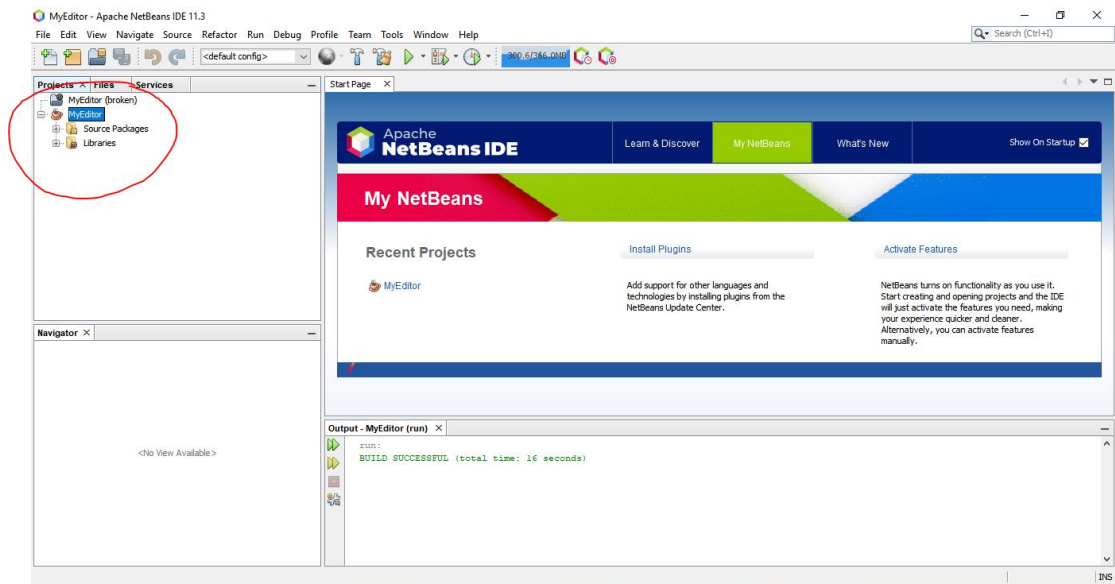 MyEditor - Apache NetBeans IDE 11.3
File Edit View Navigate Source Refactor Run Debug Profile Team Tools Window Help
Search (Ctrl+I)
<default config>
300.6/366.0MB
Projects Files Services
MyEditor (broken)
MyEditor
Source Packages
Libraries
Start Page
Apache
NetBeans IDE
Learn & Discover
My NetBeans
What's New
Show On Startup
My NetBeans
Recent Projects
MyEditor
Install Plugins
Add support for other languages and
technologies by installing plugins from the
NetBeans Update Center.
Activate Features
NetBeans turns on functionality as you use it.
Start creating and opening projects and the IDE
will just activate the features you need, making
your experience quicker and cleaner.
Alternatively, you can activate features
manually.
Navigator
<No View Available>
Output - MyEditor (run)
run:
BUILD SUCCESSFUL (total time: 16 seconds)
INS